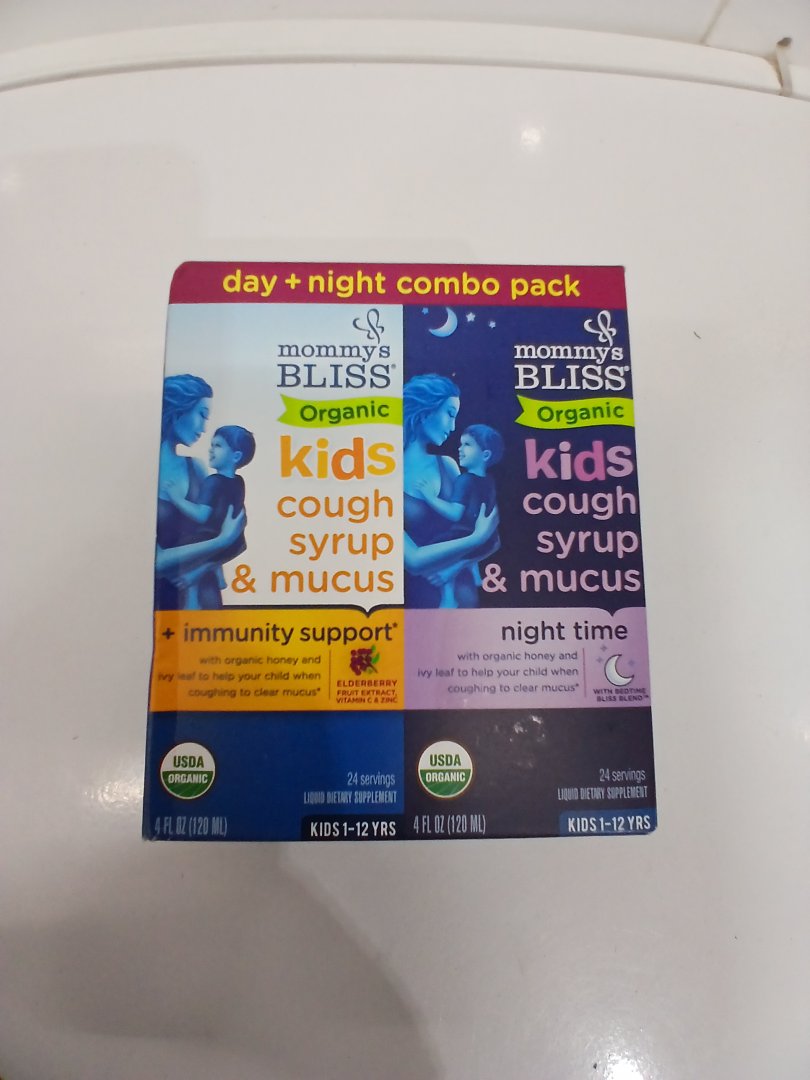 day + night combo pack
mommy's
BLISS®
Organic
kids
cough
syrup
& mucus
+ immunity support*
with organic honey and
ivy leaf to help your child when
coughing to clear mucus*
ELDERBERRY
FRUIT EXTRACT,
VITAMIN C & ZINC
USDA
ORGANIC
24 servings
LIQUID DIETARY SUPPLEMENT
4 FL OZ (120 ML)
KIDS 1-12 YRS
mommy's
BLISS®
Organic
kids
cough
syrup
& mucus
night time
with organic honey and
ivy leaf to help your child when
coughing to clear mucus*
WITH BEDTIME
BLISS BLEND™
USDA
ORGANIC
24 servings
LIQUID DIETARY SUPPLEMENT
4 FL OZ (120 ML)
KIDS 1-12 YRS